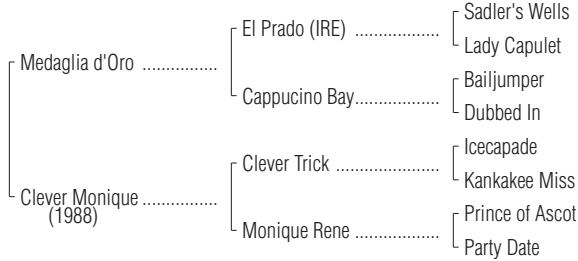 Sadler's Wells
El Prado (IRE) ...................
Lady Capulet
Medaglia d'Oro ................
Bailjumper
Cappucino Bay...................
Dubbed In
Icecapade
Clever Trick .......................
Kankakee Miss
Clever Monique ................
(1988)
Prince of Ascot
Monique Rene ...................
Party Date